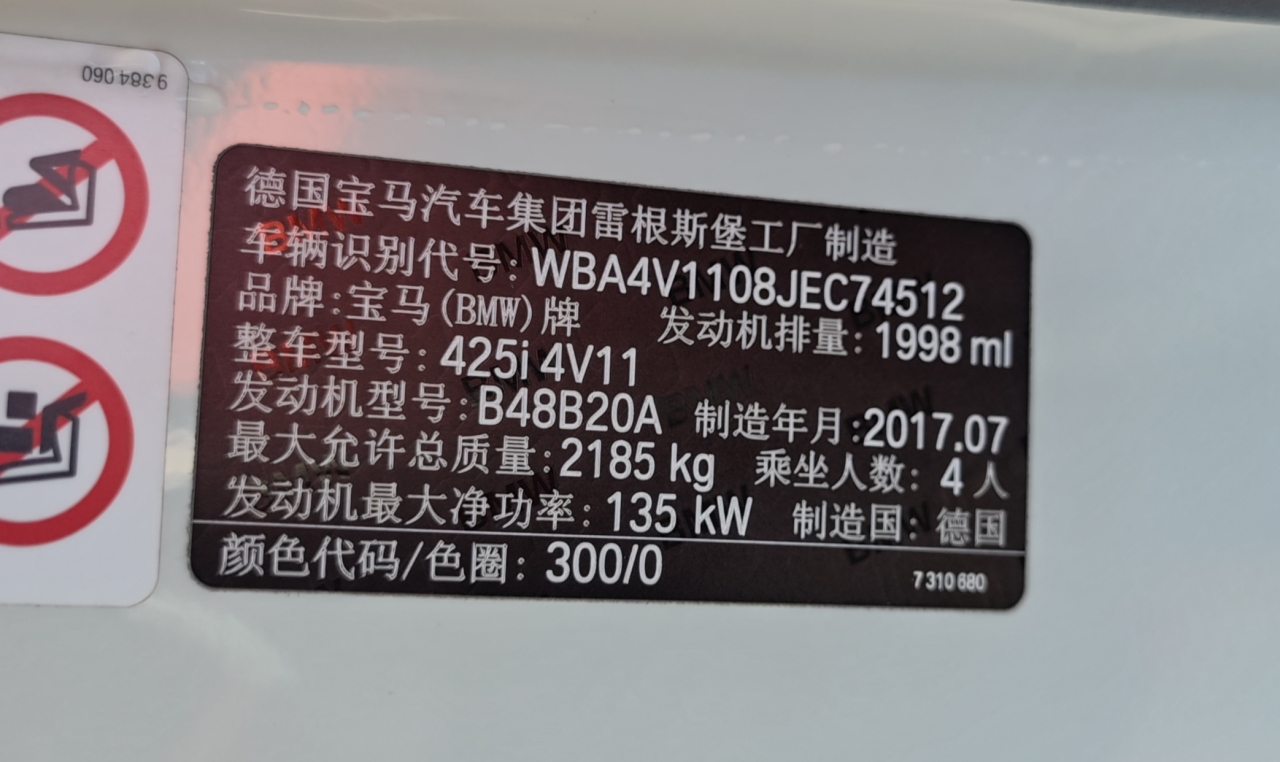 9 384 060
德国宝马汽车集团雷根斯堡工厂制造
车辆识别代号: WBA4V1108JEC74512
品牌:宝马(BMW)牌 发动机排量: 1998 ml
整车型号: 425i 4V11
发动机型号: B48B20A 制造年月:2017.07
最大允许总质量: 2185 kg 乘坐人数: 4 人
发动机最大净功率: 135 kW 制造国: 德国
颜色代码/色圈: 300/0
7 310 680